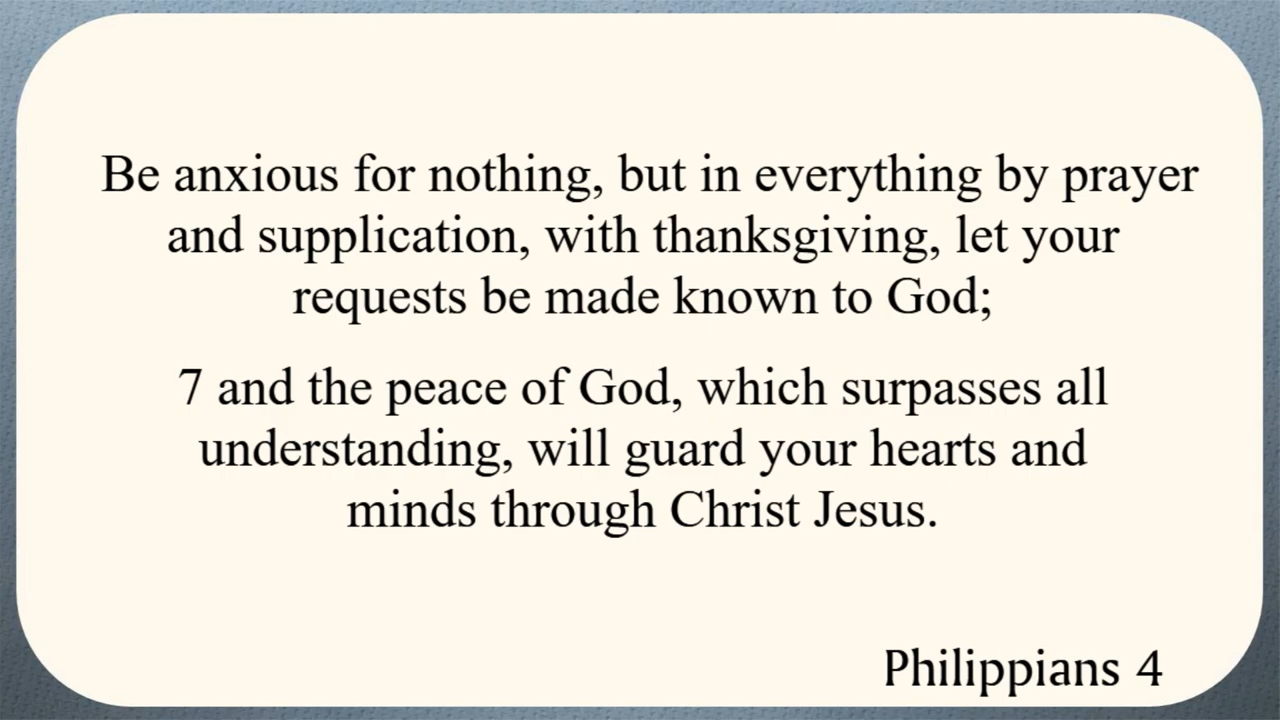 Be anxious for nothing, but in everything by prayer
and supplication, with thanksgiving, let your
requests be made known to God;
7 and the peace of God, which surpasses all
understanding, will guard your hearts and
minds through Christ Jesus.
Philippians 4